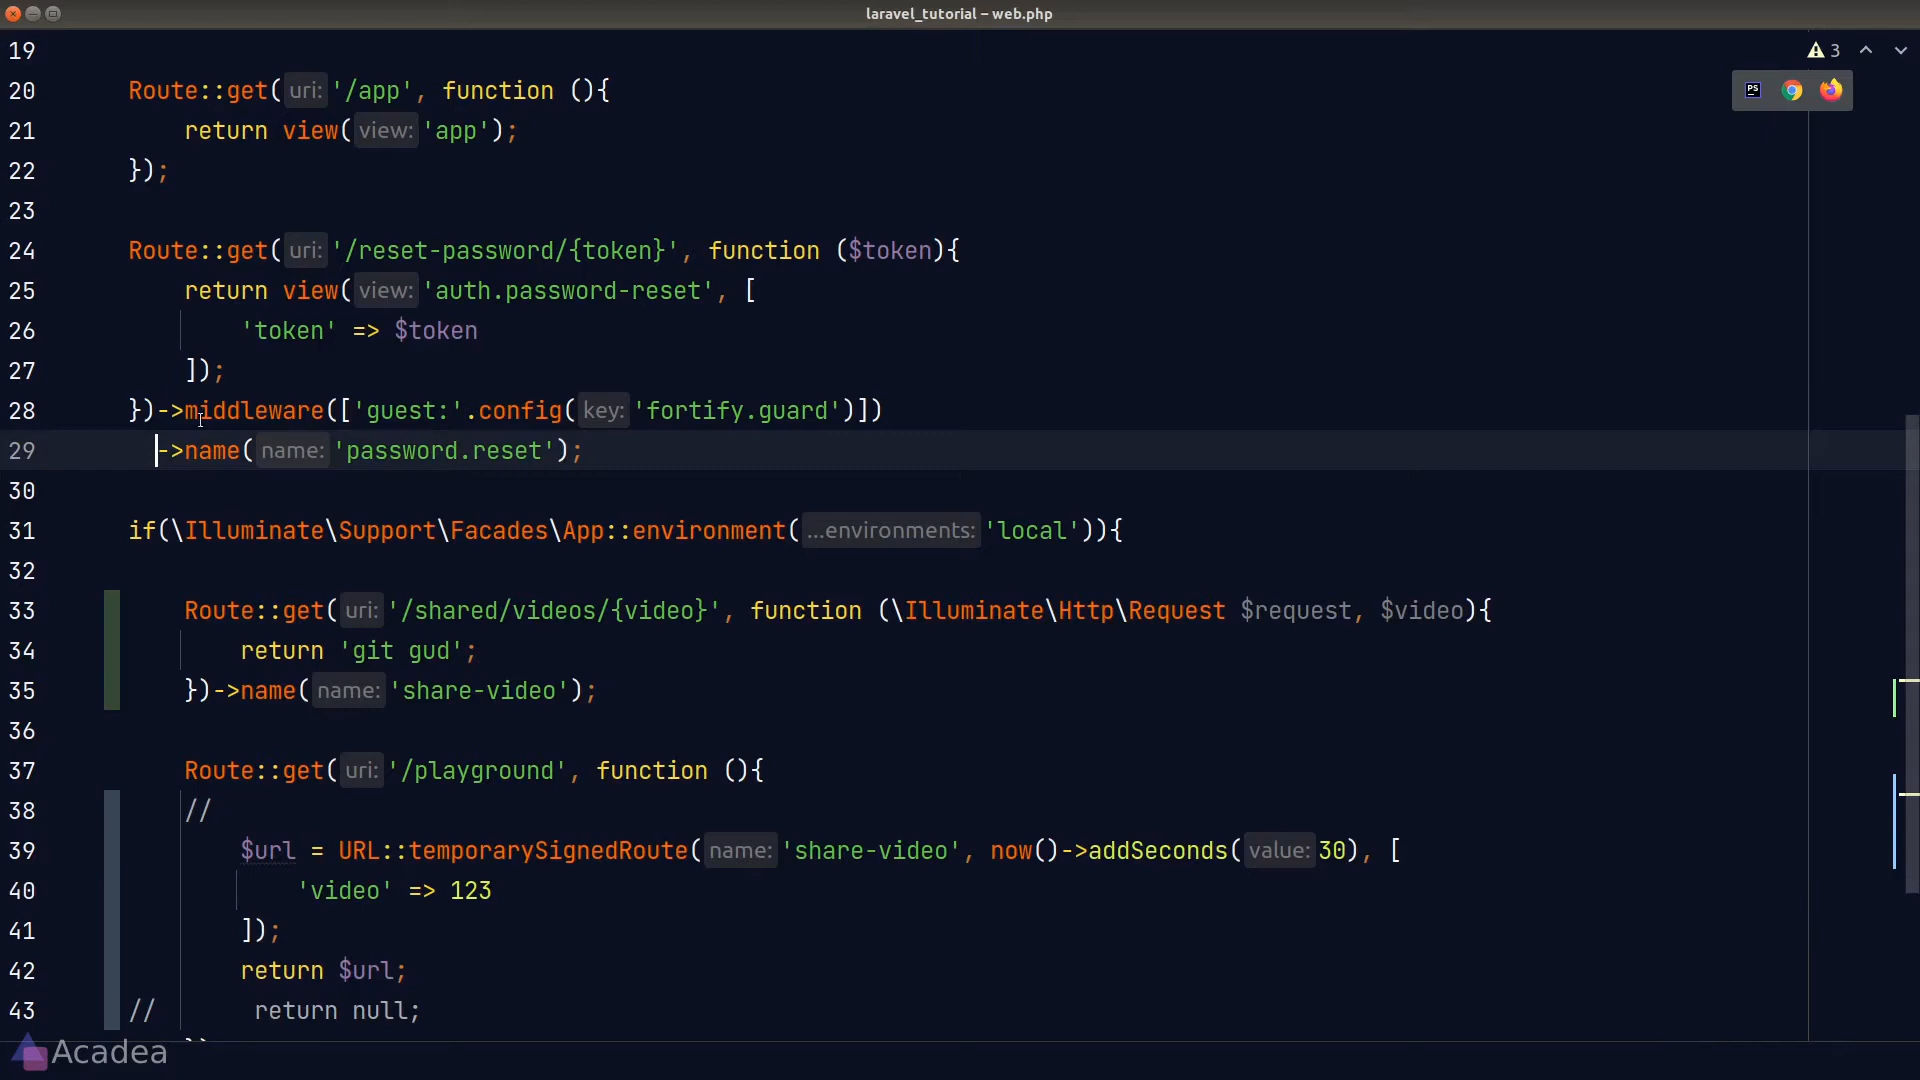 laravel_tutorial – web.php
19
3
20 Route::get( uri: '/app', function (){
PS
21 return view( view: 'app');
22 });
23
24 Route::get( uri: '/reset-password/{token}', function ($token){
25 return view( view: 'auth.password-reset', [
26 'token' => $token
27 ]);
28 })->middleware(['guest:'.config( key: 'fortify.guard')])
29 ->name( name: 'password.reset');
30
31 if(\Illuminate\Support\Facades\App::environment( ...environments: 'local')){
32
33 Route::get( uri: '/shared/videos/{video}', function (\Illuminate\Http\Request $request, $video){
34 return 'git gud';
35 })->name( name: 'share-video');
36
37 Route::get( uri: '/playground', function (){
38 //
39 $url = URL::temporarySignedRoute( name: 'share-video', now()->addSeconds( value: 30), [
40 'video' => 123
41 ]);
42 return $url;
43 // return null;
Acadea